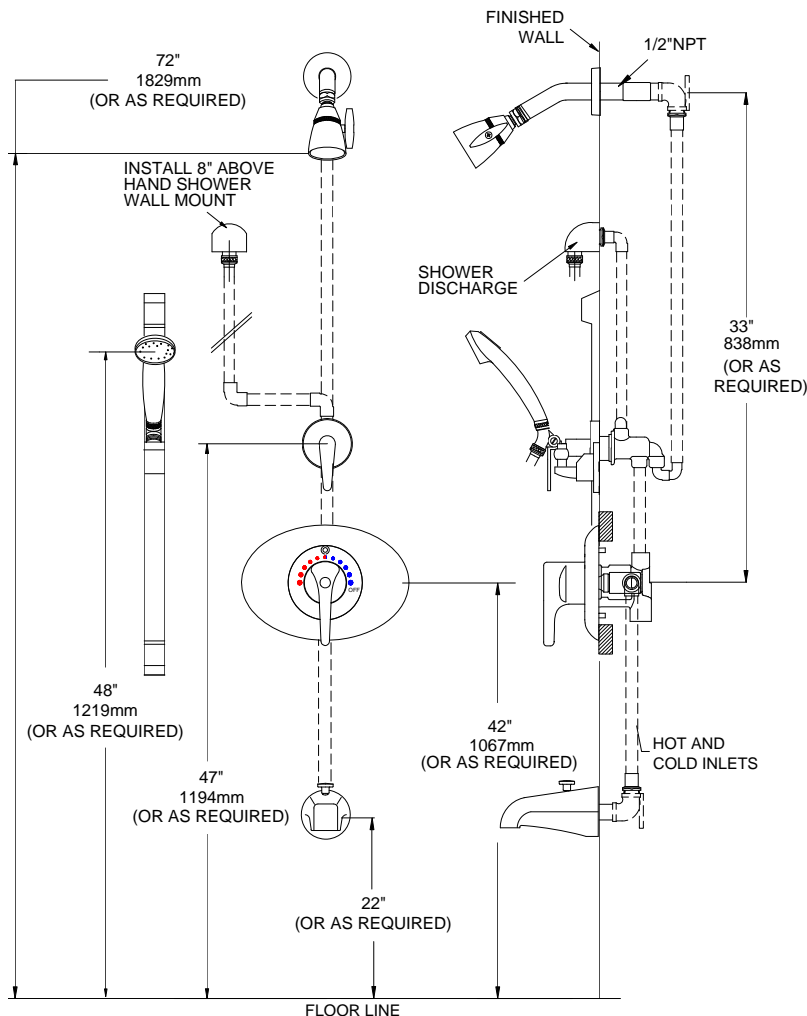 FINISHED
WALL
1/2"NPT
72"
1829mm
(OR AS REQUIRED)
INSTALL 8" ABOVE
HAND SHOWER
WALL MOUNT
SHOWER
DISCHARGE
33"
838mm
(OR AS
REQUIRED)
OFF
48"
1219mm
(OR AS REQUIRED)
47"
1194mm
(OR AS REQUIRED)
42"
1067mm
(OR AS REQUIRED)
HOT AND
COLD INLETS
22"
(OR AS REQUIRED)
FLOOR LINE